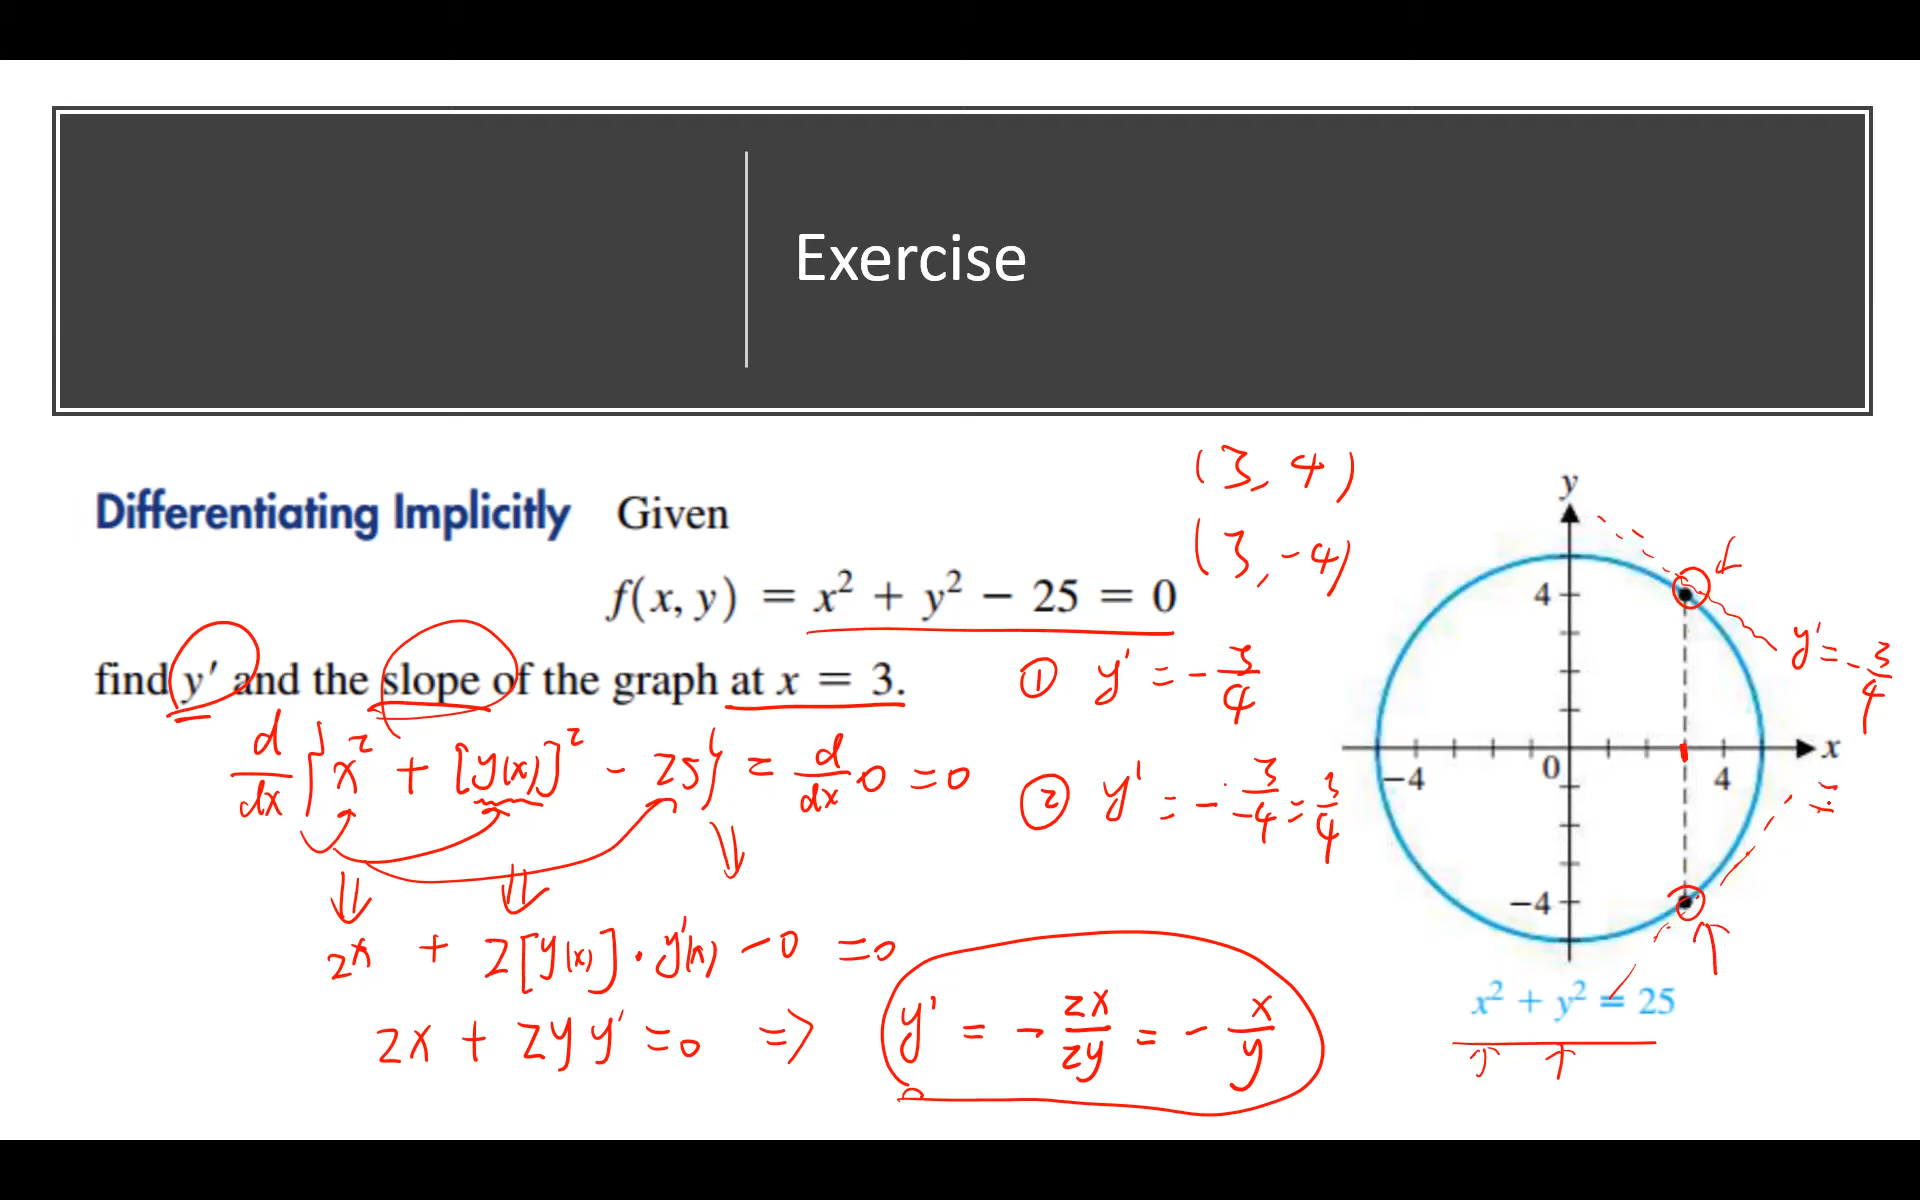 Exercise
Differentiating Implicitly Given
f(x, y) = x² + y² − 25 = 0
find y′ and the slope of the graph at x = 3.
(3, 4)
(3, -4)
① y' = - 3/4
② y' = - 3/-4 = 3/4
d/dx { x² + [y(x)]² - 25 } = d/dx 0 = 0
2x + 2[y(x)] · y'(x) - 0 = 0
2x + 2y y' = 0 ⇒ y' = - 2x/2y = - x/y
y
4
y' = - 3/4
−4 0 4 x
−4
x² + y² = 25